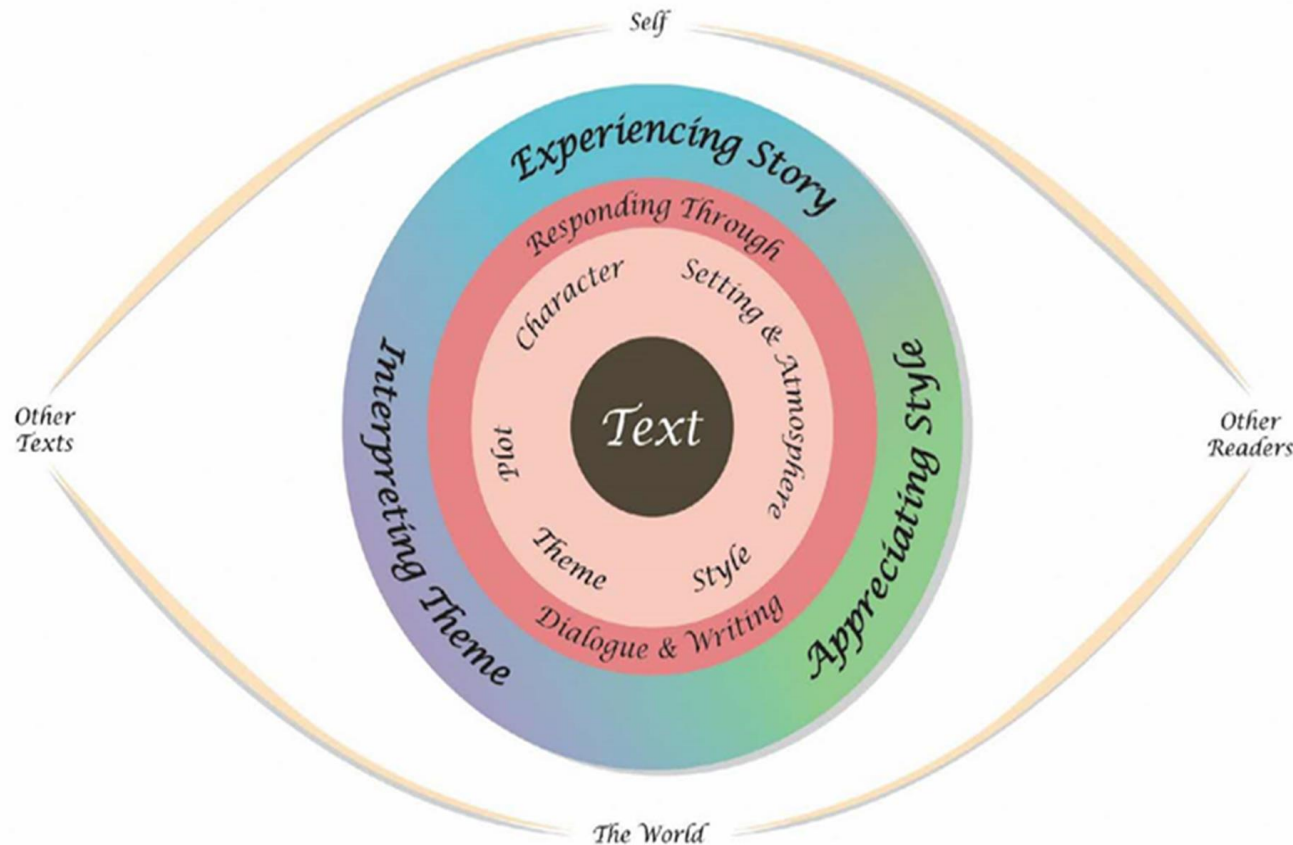 Self
Experiencing Story
Responding Through
Character
Setting & Atmosphere
Interpreting Theme
Appreciating Style
Other
Texts
Plot
Text
Other
Readers
Theme
Style
Dialogue & Writing
The World